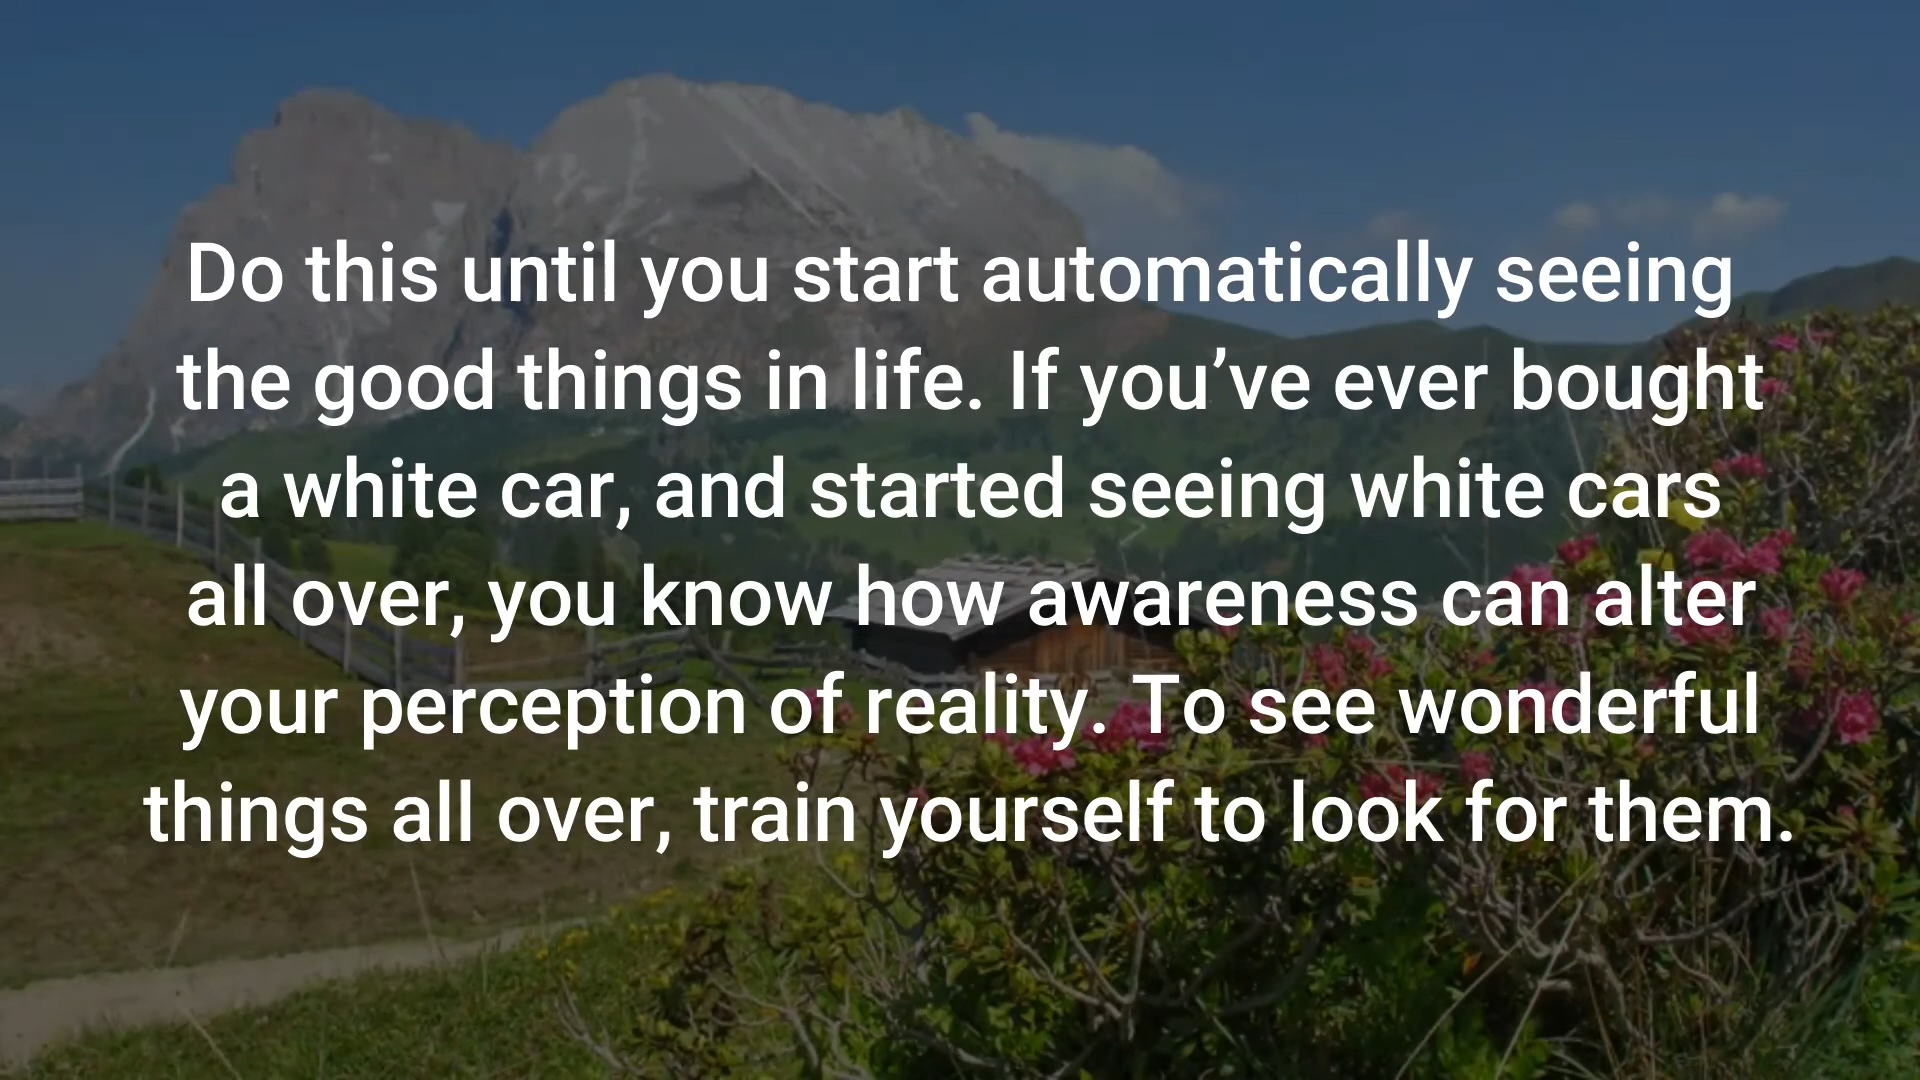 Do this until you start automatically seeing
the good things in life. If you’ve ever bought
a white car, and started seeing white cars
all over, you know how awareness can alter
your perception of reality. To see wonderful
things all over, train yourself to look for them.